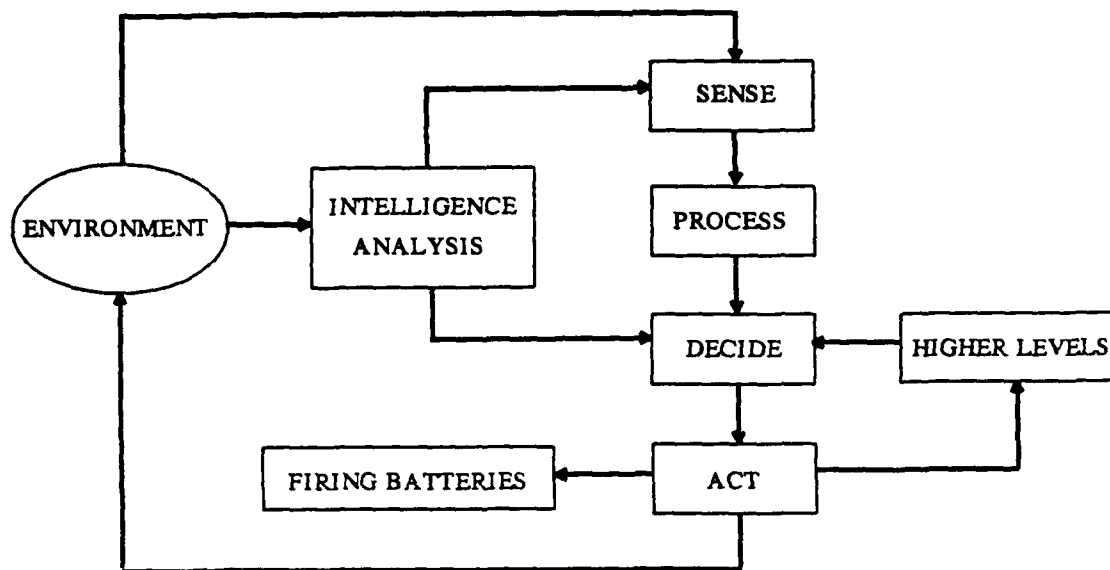 SENSE
ENVIRONMENT
INTELLIGENCE
ANALYSIS
PROCESS
DECIDE
HIGHER LEVELS
FIRING BATTERIES
ACT